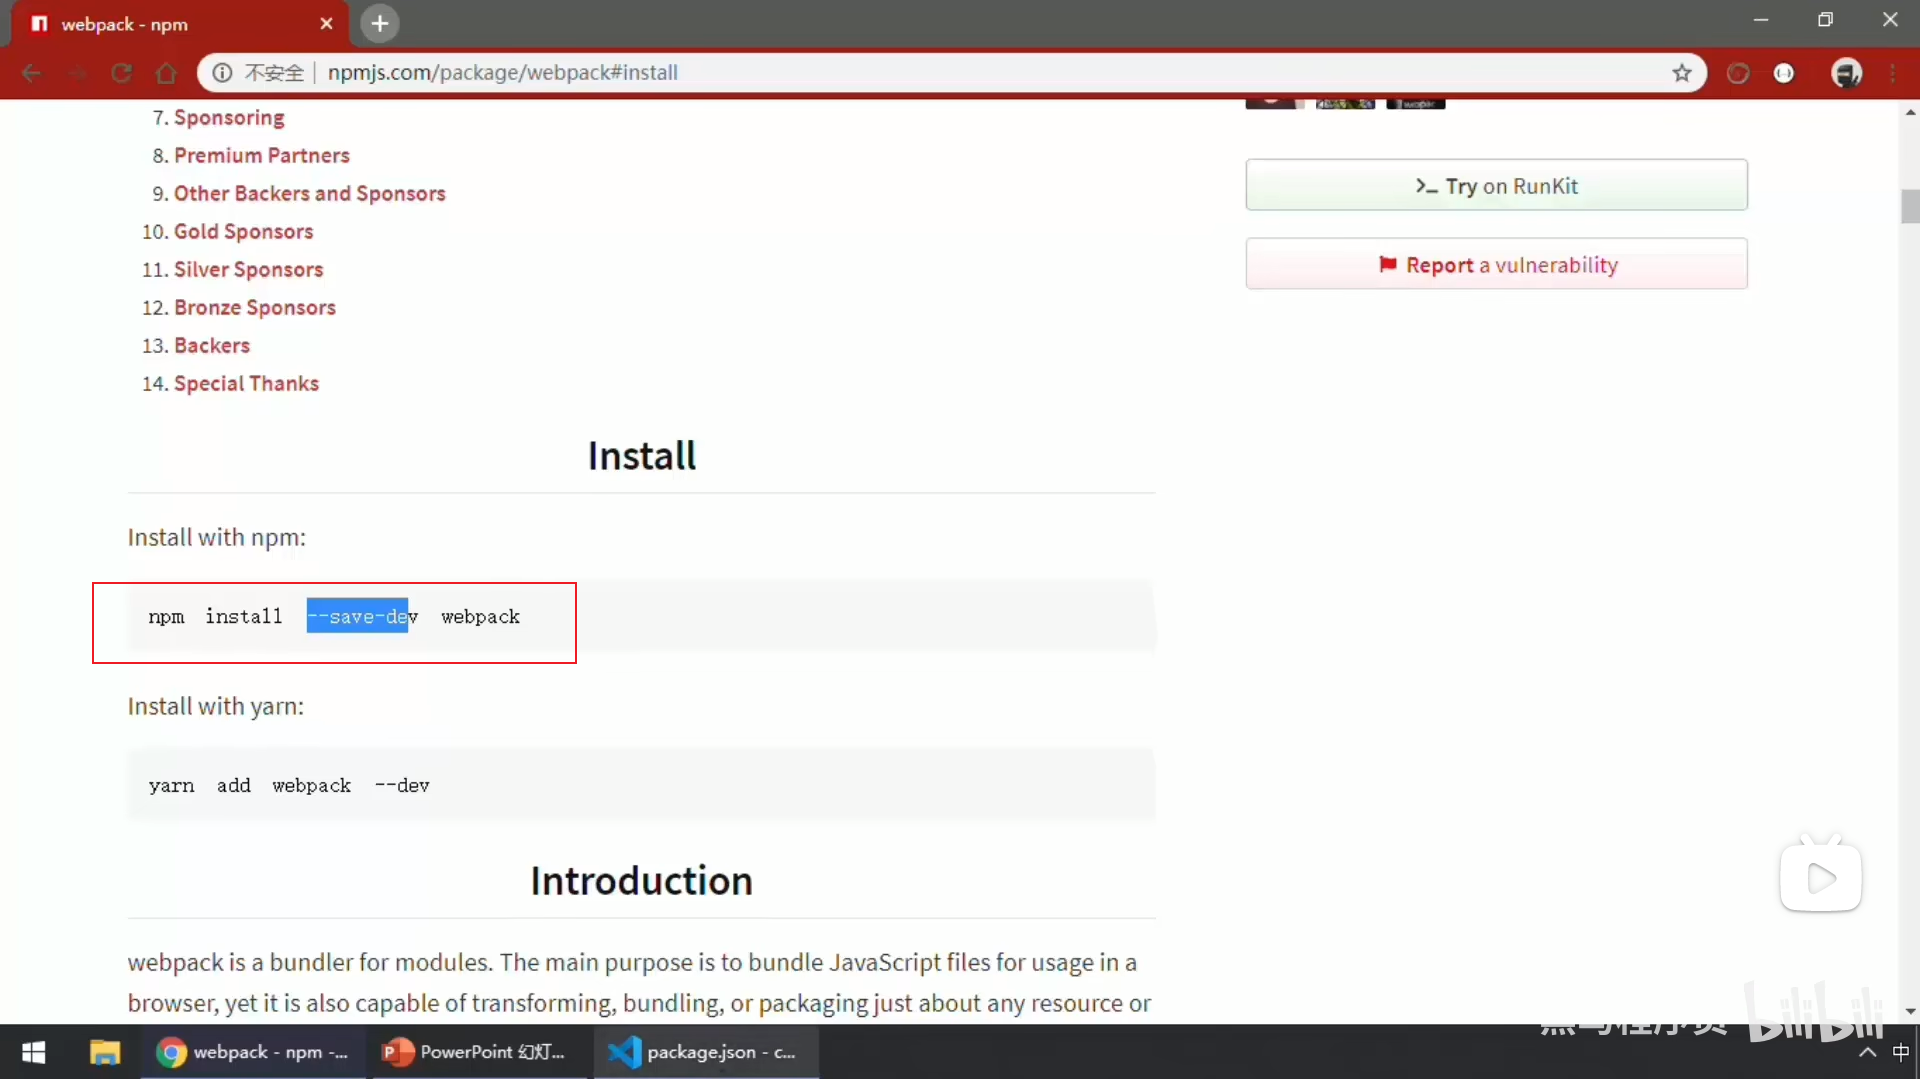 webpack - npm
不安全 | npmjs.com/package/webpack#install
7. Sponsoring
8. Premium Partners
9. Other Backers and Sponsors
10. Gold Sponsors
11. Silver Sponsors
12. Bronze Sponsors
13. Backers
14. Special Thanks
>_ Try on RunKit
Report a vulnerability
Install
Install with npm:
npm install --save-dev webpack
Install with yarn:
yarn add webpack --dev
Introduction
webpack is a bundler for modules. The main purpose is to bundle JavaScript files for usage in a
browser, yet it is also capable of transforming, bundling, or packaging just about any resource or
黑马程序员 bilibili
webpack - npm -...
PowerPoint 幻灯...
package.json - c...
中